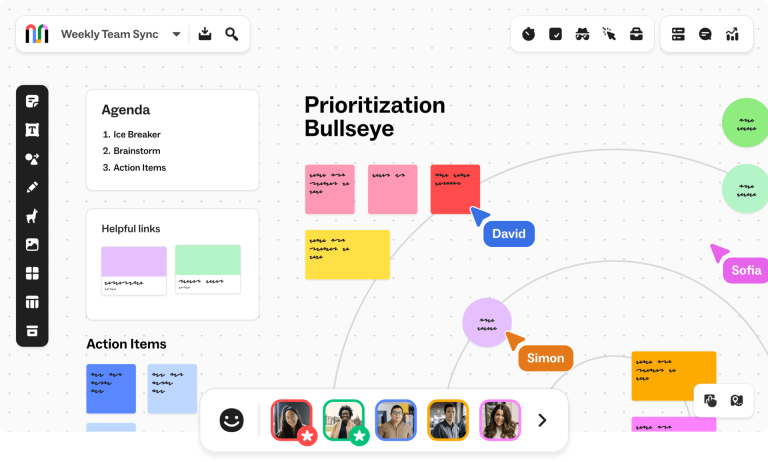 Weekly Team Sync
Agenda
1. Ice Breaker
2. Brainstorm
3. Action Items
Helpful links
Action Items
Prioritization
Bullseye
David
Sofia
Simon